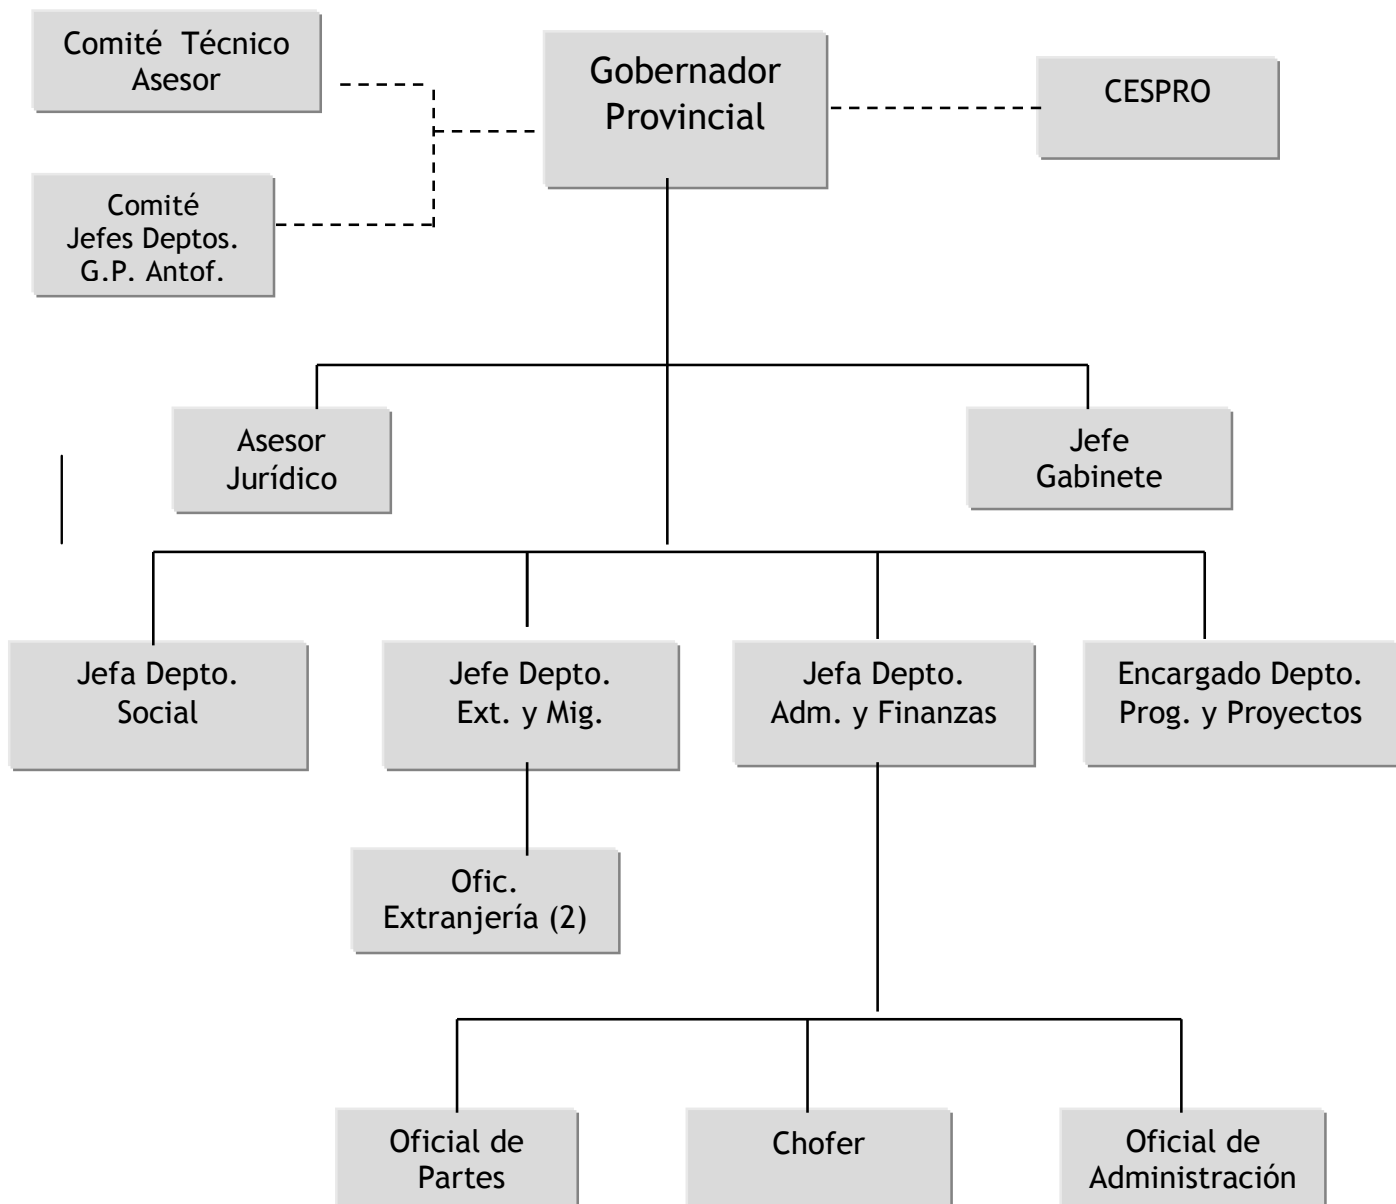 Comité Técnico
Asesor
Gobernador
Provincial
CESPRO
Comité
Jefes Deptos.
G.P. Antof.
Asesor
Jurídico
Jefe
Gabinete
Jefa Depto.
Social
Jefe Depto.
Ext. y Mig.
Jefa Depto.
Adm. y Finanzas
Encargado Depto.
Prog. y Proyectos
Ofic.
Extranjería (2)
Oficial de
Partes
Chofer
Oficial de
Administración